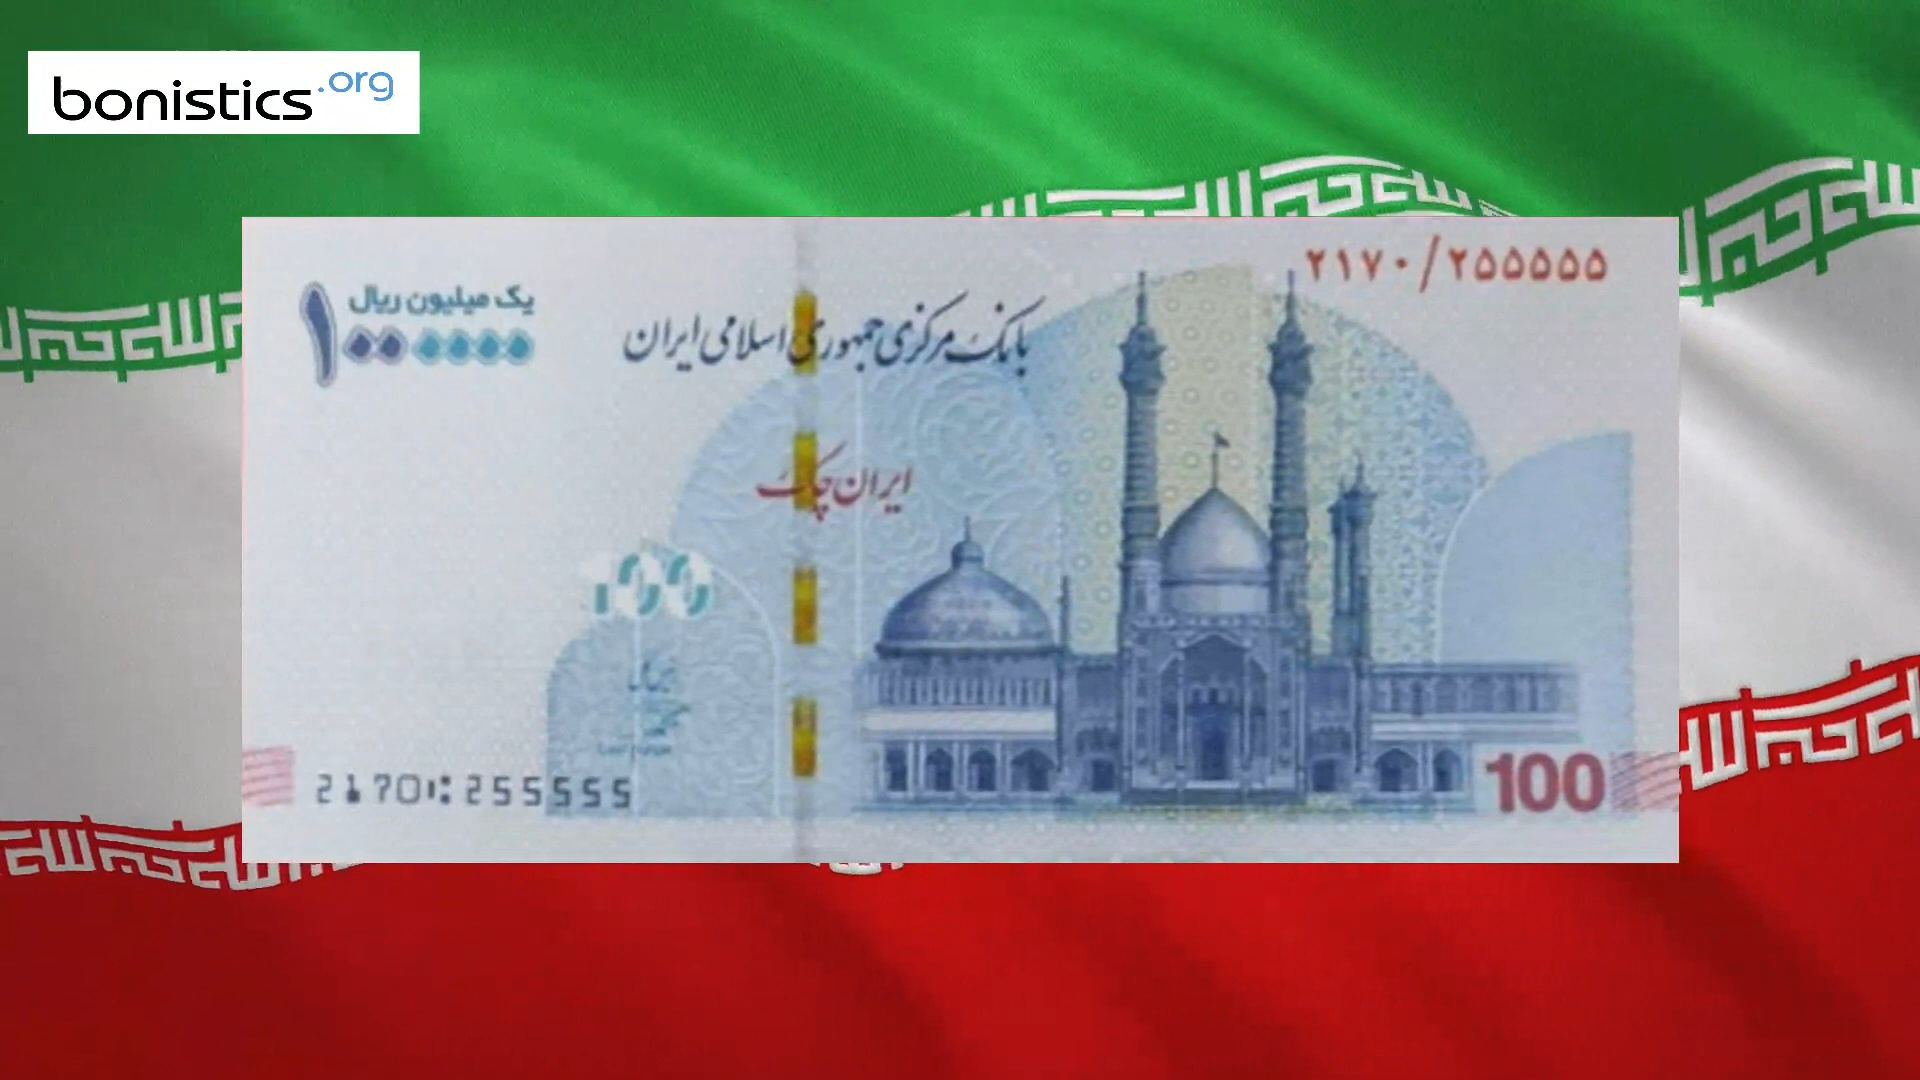 bonistics.org
۲۱۷۰/۲۵۵۵۵۵
یک میلیون ریال
۱۰۰۰۰۰۰
بانک مرکزی جمهوری اسلامی ایران
ایران چک
100
2170 255555
100